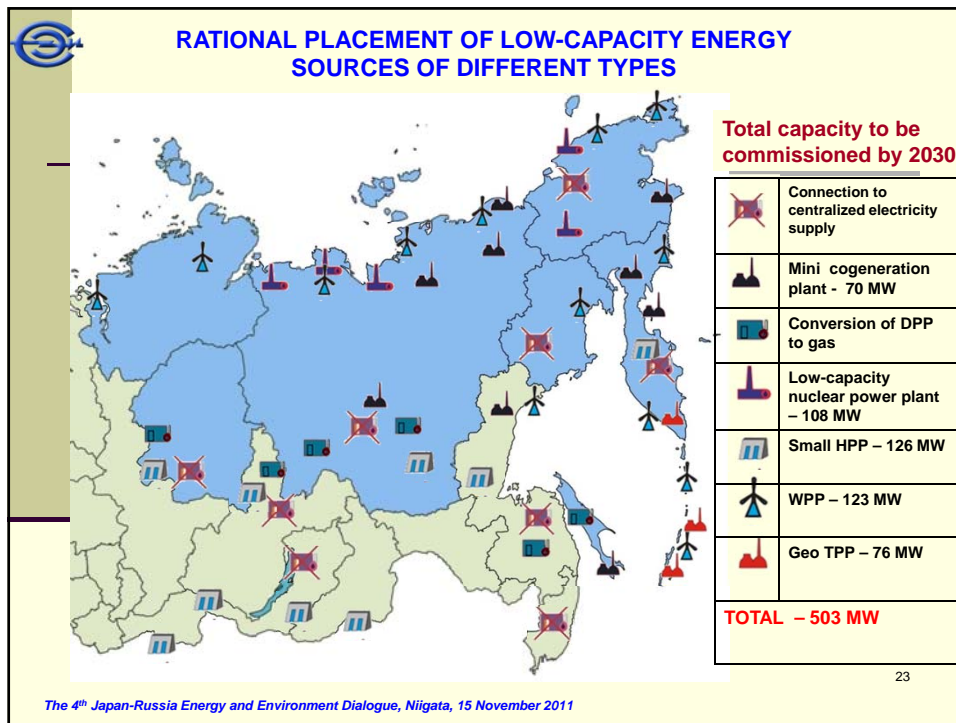 RATIONAL PLACEMENT OF LOW-CAPACITY ENERGY
SOURCES OF DIFFERENT TYPES
Total capacity to be
commissioned by 2030
Connection to
centralized electricity
supply
Mini cogeneration
plant - 70 MW
Conversion of DPP
to gas
Low-capacity
nuclear power plant
– 108 MW
Small HPP – 126 MW
WPP – 123 MW
Geo TPP – 76 MW
TOTAL – 503 MW
23
The 4th Japan-Russia Energy and Environment Dialogue, Niigata, 15 November 2011